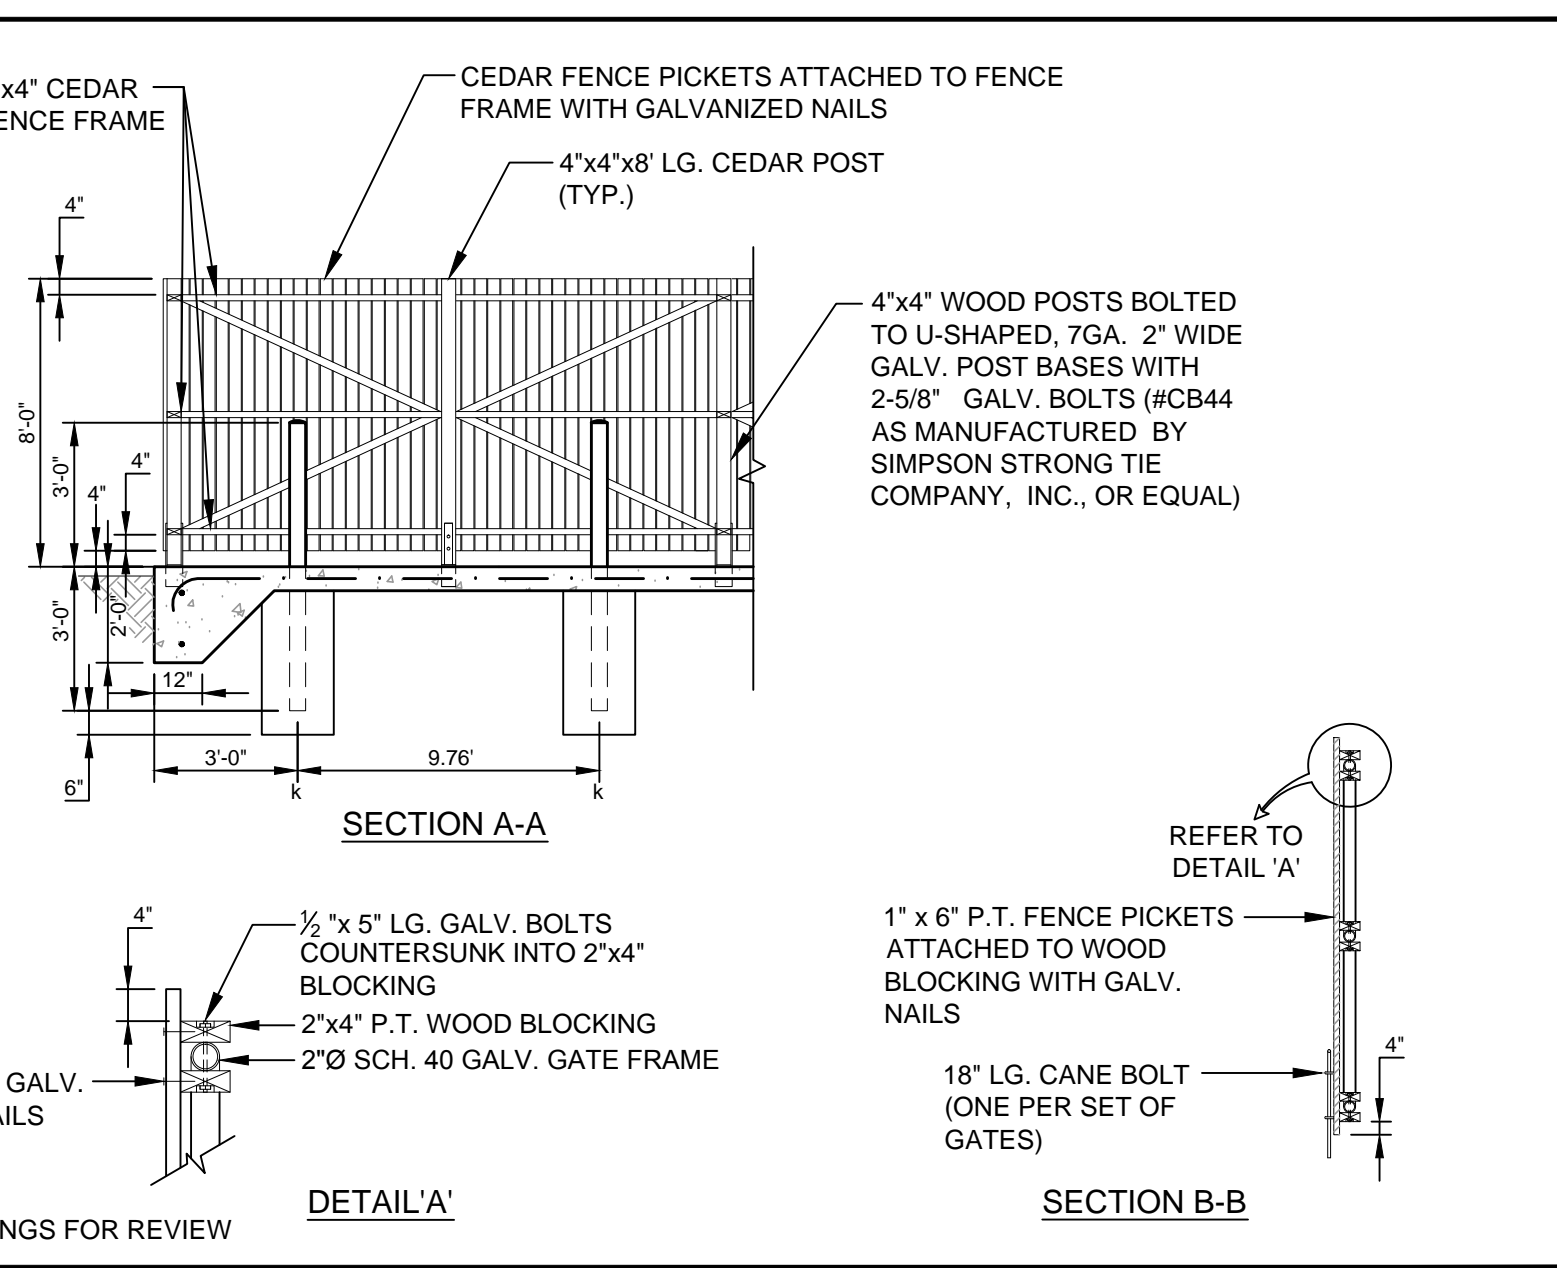 x4" CEDAR
ENCE FRAME
CEDAR FENCE PICKETS ATTACHED TO FENCE
FRAME WITH GALVANIZED NAILS
4"x4"x8' LG. CEDAR POST
(TYP.)
4"x4" WOOD POSTS BOLTED
TO U-SHAPED, 7GA. 2" WIDE
GALV. POST BASES WITH
2-5/8" GALV. BOLTS (#CB44
AS MANUFACTURED BY
SIMPSON STRONG TIE
COMPANY, INC., OR EQUAL)
4"
8'-0"
3'-0"
4"
4"
3'-0"
2'-0"
12"
6"
3'-0"
9.76'
k
k
SECTION A-A
4"
½ "x 5" LG. GALV. BOLTS
COUNTERSUNK INTO 2"x4"
BLOCKING
2"x4" P.T. WOOD BLOCKING
2"Ø SCH. 40 GALV. GATE FRAME
GALV.
AILS
DETAIL'A'
NGS FOR REVIEW
REFER TO
DETAIL 'A'
1" x 6" P.T. FENCE PICKETS
ATTACHED TO WOOD
BLOCKING WITH GALV.
NAILS
18" LG. CANE BOLT
(ONE PER SET OF
GATES)
4"
SECTION B-B